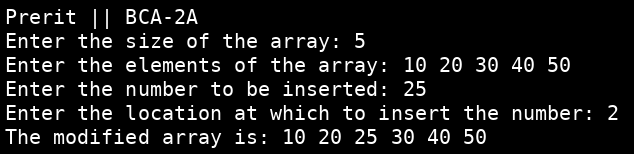 Prerit || BCA-2A
Enter the size of the array: 5
Enter the elements of the array: 10 20 30 40 50
Enter the number to be inserted: 25
Enter the location at which to insert the number: 2
The modified array is: 10 20 25 30 40 50